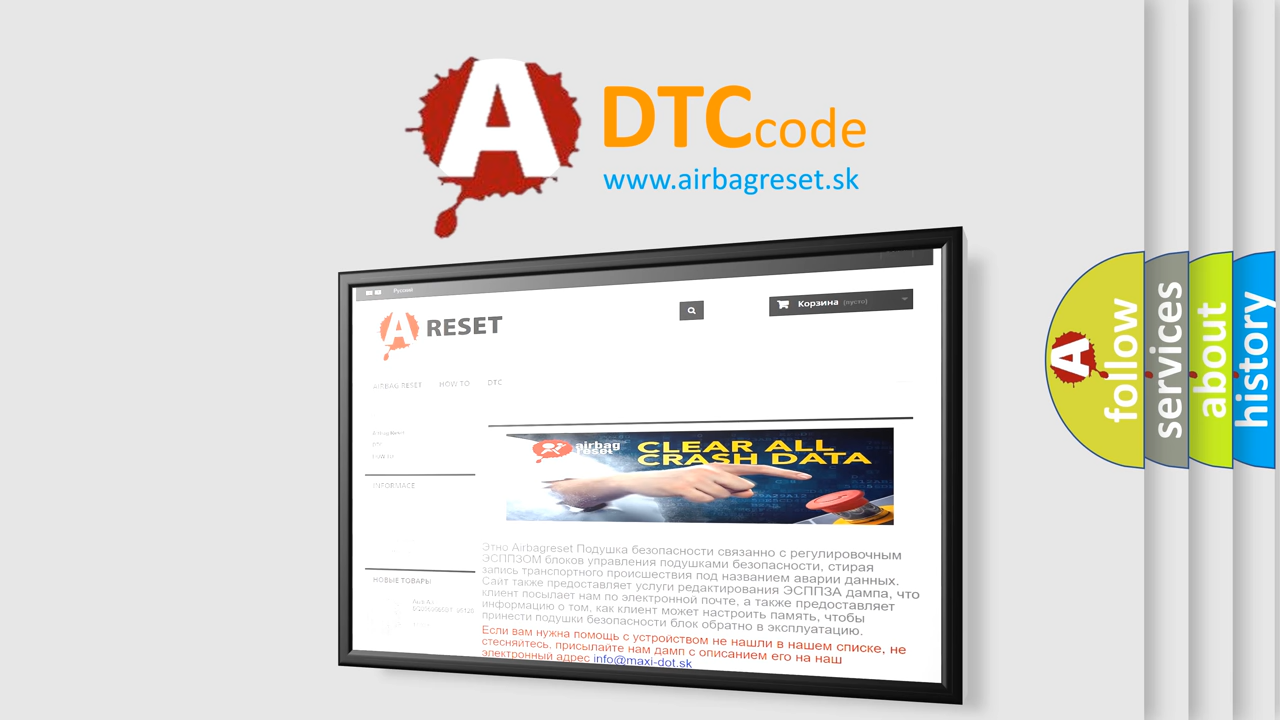 A DTCcode
www.airbagreset.sk
Русский
A RESET
Корзина (пусто)
AIRBAG RESET HOW TO DTC
Airbag Reset
DTC
INFORMACE
airbag
reset
CLEAR ALL
CRASH DATA
Этно Airbagreset Подушка безопасности связанно с регулировочным
ЭСППЗОМ блоков управления подушками безопасности, стирая
запись транспортного происшествия под названием аварии данных.
Сайт также предоставляет услуги редактирования ЭСППЗА дампа, что
клиент посылает нам по электронной почте, а также предоставляет
информацию о том, как клиент может настроить память, чтобы
принести подушки безопасности блок обратно в эксплуатацию.
Если вам нужна помощь с устройством не нашли в нашем списке, не
стесняйтесь, присылайте нам дамп с описанием его на наш
электронный адрес info@maxi-dot.sk
НОВЫЕ ТОВАРЫ
A follow
services
about
history